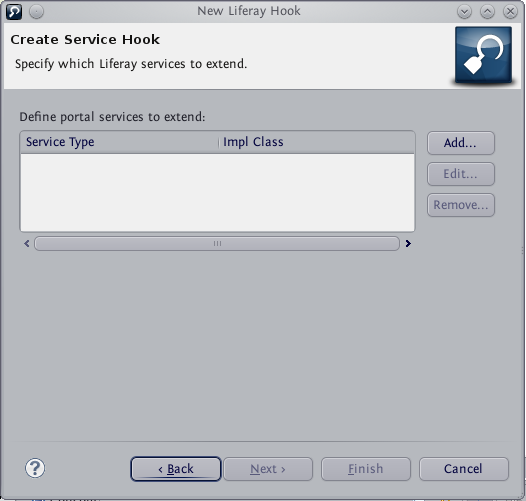 New Liferay Hook
Create Service Hook
Specify which Liferay services to extend.
Define portal services to extend:
Service Type Impl Class
Add...
Edit...
Remove...
? < Back Next > Finish Cancel